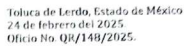 Toluca de Lerdo, Estado de México
24 de febrero del 2025.
Oficio No. QR/148/2025.